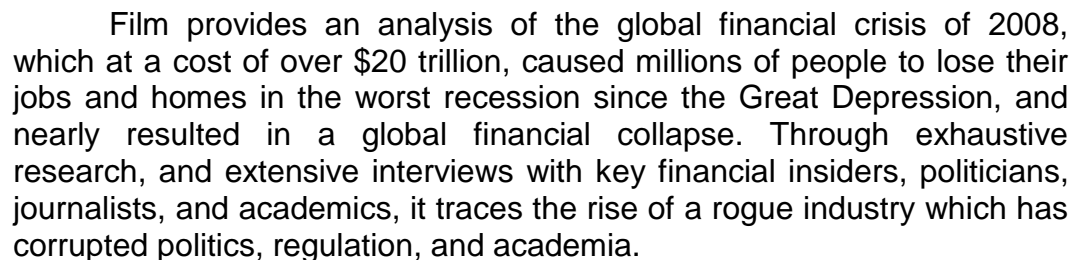 Film provides an analysis of the global financial crisis of 2008,
which at a cost of over $20 trillion, caused millions of people to lose their
jobs and homes in the worst recession since the Great Depression, and
nearly resulted in a global financial collapse. Through exhaustive
research, and extensive interviews with key financial insiders, politicians,
journalists, and academics, it traces the rise of a rogue industry which has
corrupted politics, regulation, and academia.